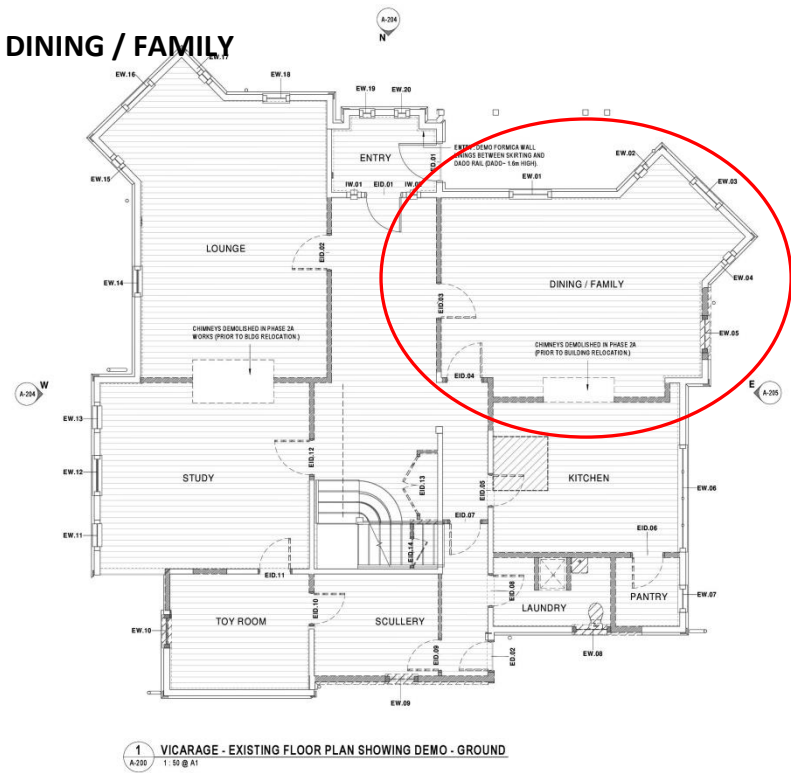 DINING / FAMILY
A-204
N
EW.17
EW.16
EW.18
EW.19
EW.20
ENTRY
ENTRY: DEMO FORMICA WALL
LININGS BETWEEN SKIRTING AND
DADO RAIL (DADO~ 1.6m HIGH).
ED.01
EW.02
EW.03
EW.15
IW.01
EID.01
EW.01
LOUNGE
EID.02
EW.04
EW.14
DINING / FAMILY
EID.03
EW.05
CHIMNEYS DEMOLISHED IN PHASE 2A
WORKS (PRIOR TO BLDG RELOCATION.)
CHIMNEYS DEMOLISHED IN PHASE 2A
(PRIOR TO BUILDING RELOCATION.)
EID.04
W
A-204
E
A-205
EW.13
EID.12
EW.12
STUDY
EID.13
EID.05
KITCHEN
EW.06
EW.11
EID.07
EID.06
EID.14
EID.11
EID.10
EID.08
LAUNDRY
PANTRY
EW.07
TOY ROOM
SCULLERY
EW.10
EID.09
ED.02
EW.08
EW.09
1
A-200
VICARAGE - EXISTING FLOOR PLAN SHOWING DEMO - GROUND
1 : 50 @ A1